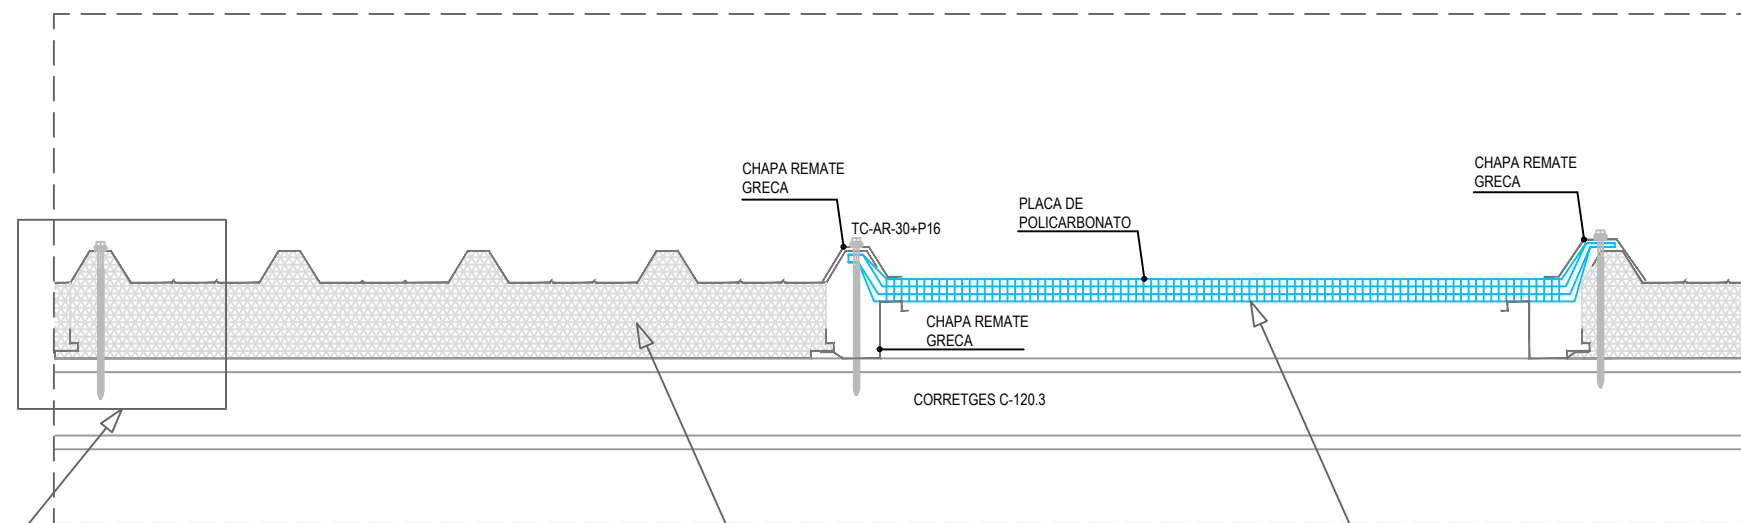 CHAPA REMATE
GRECA
TC-AR-30+P16
PLACA DE
POLICARBONATO
CHAPA REMATE
GRECA
CHAPA REMATE
GRECA
CORRETGES C-120.3